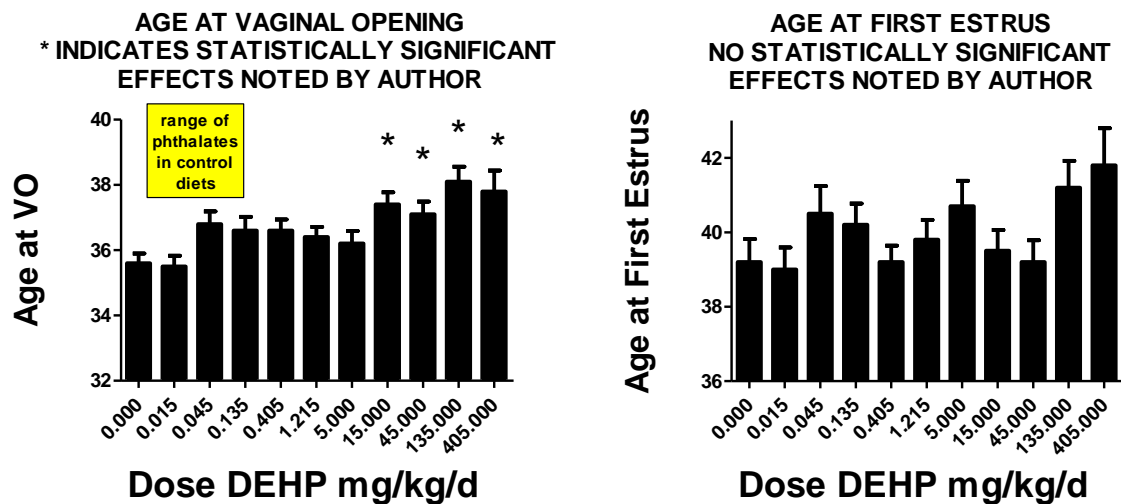 AGE AT VAGINAL OPENING
* INDICATES STATISTICALLY SIGNIFICANT
EFFECTS NOTED BY AUTHOR
40
38
36
34
32
Age at VO
range of
phthalates
in control
diets
*
*
*
*
0.000
0.015
0.045
0.135
0.405
1.215
5.000
15.000
45.000
135.000
405.000
Dose DEHP mg/kg/d
AGE AT FIRST ESTRUS
NO STATISTICALLY SIGNIFICANT
EFFECTS NOTED BY AUTHOR
42
40
38
36
Age at First Estrus
0.000
0.015
0.045
0.135
0.405
1.215
5.000
15.000
45.000
135.000
405.000
Dose DEHP mg/kg/d